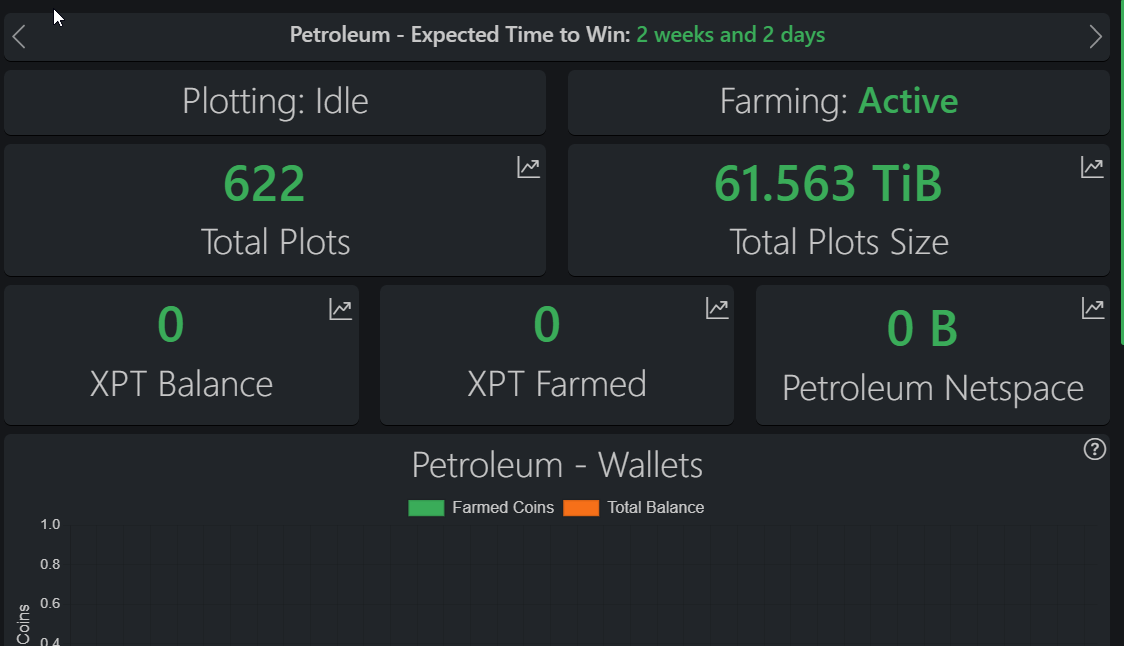 Petroleum - Expected Time to Win: 2 weeks and 2 days
Plotting: Idle
Farming: Active
622
Total Plots
61.563 TiB
Total Plots Size
0
XPT Balance
0
XPT Farmed
0 B
Petroleum Netspace
Petroleum - Wallets
?
Farmed Coins
Total Balance
1.0
0.8
0.6
0.4
Coins